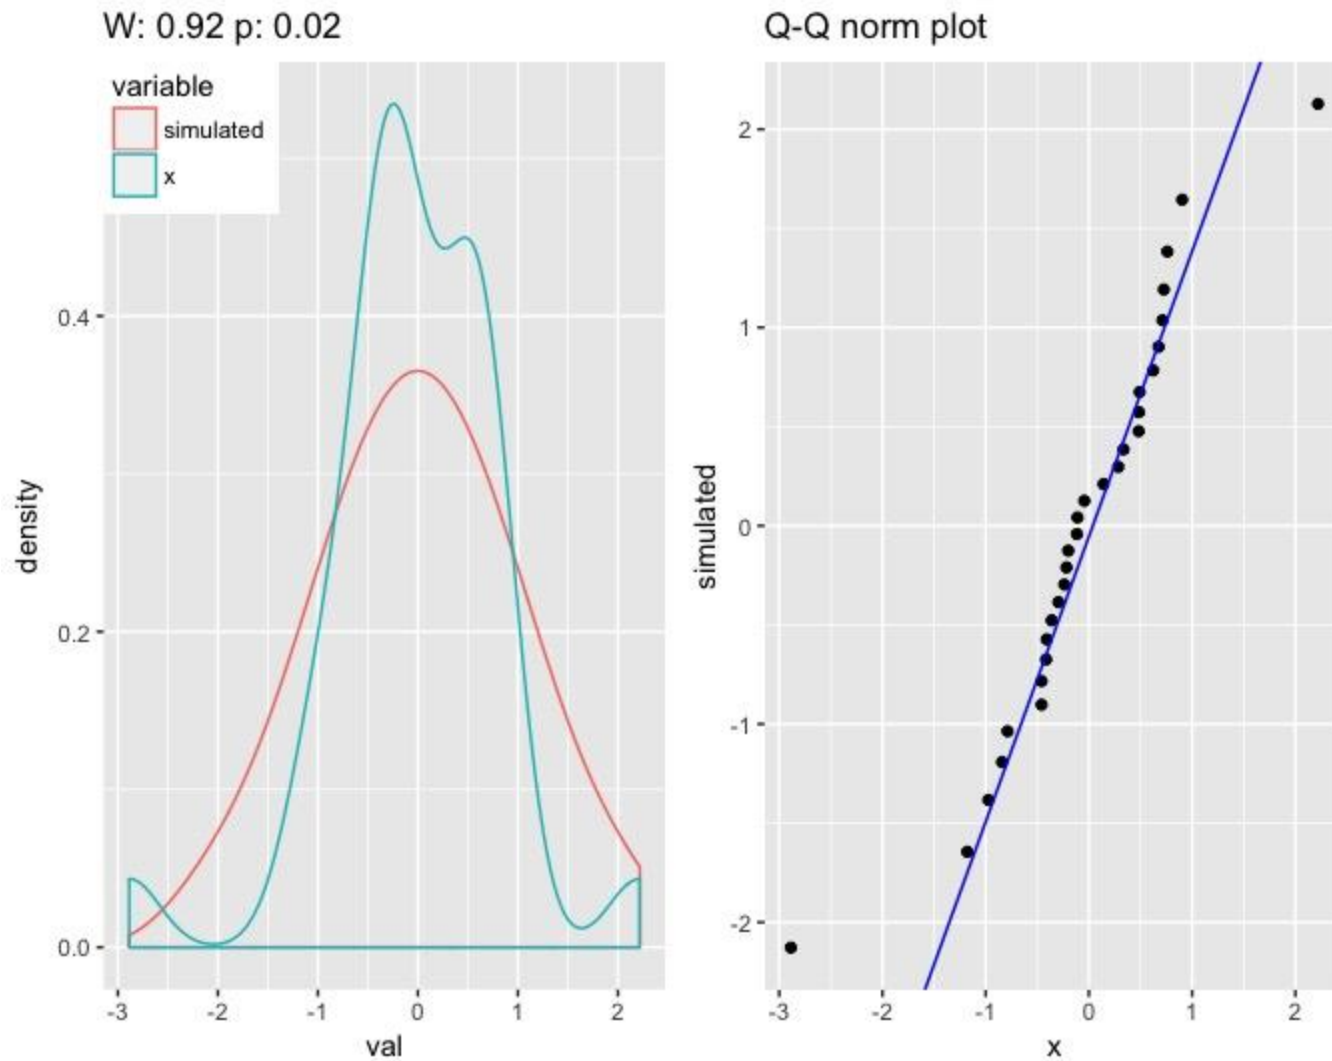 W: 0.92 p: 0.02
variable
simulated
x
density
0.4
0.2
0.0
-3 -2 -1 0 1 2
val
Q-Q norm plot
simulated
2
1
0
-1
-2
-3 -2 -1 0 1 2
x